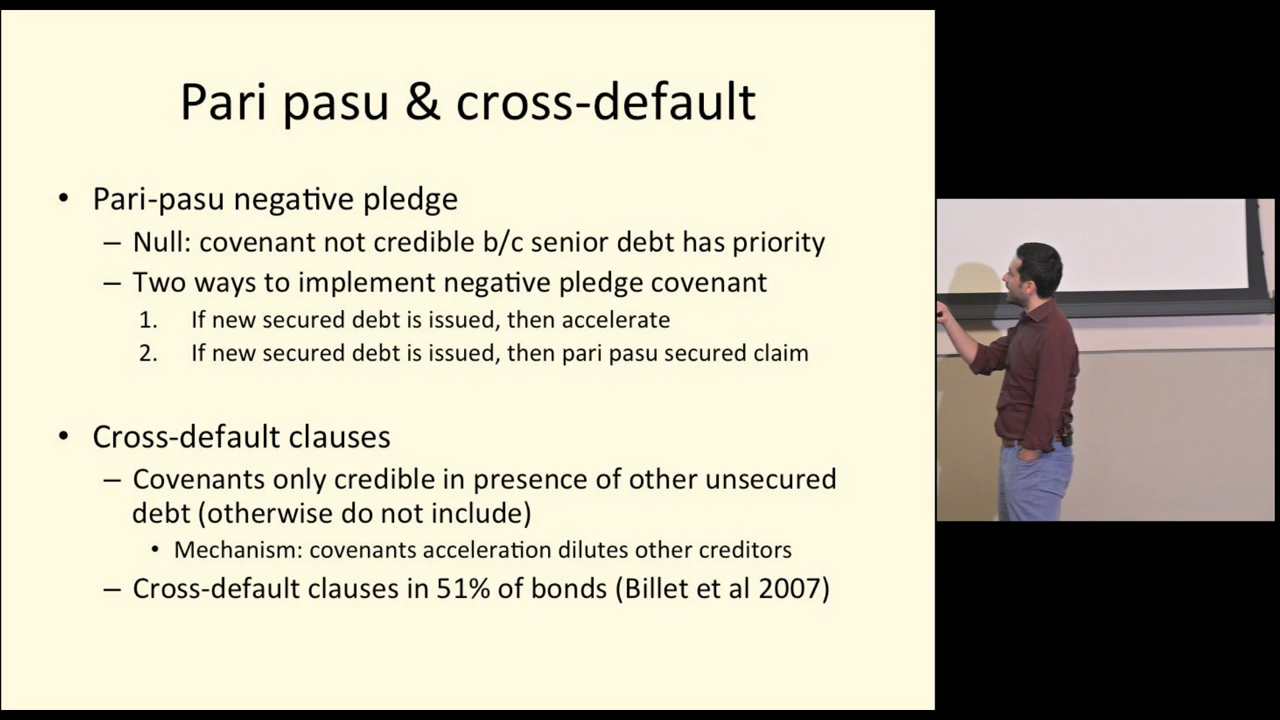 Pari pasu & cross-default
• Pari-pasu negative pledge
– Null: covenant not credible b/c senior debt has priority
– Two ways to implement negative pledge covenant
1. If new secured debt is issued, then accelerate
2. If new secured debt is issued, then pari pasu secured claim
• Cross-default clauses
– Covenants only credible in presence of other unsecured
debt (otherwise do not include)
• Mechanism: covenants acceleration dilutes other creditors
– Cross-default clauses in 51% of bonds (Billet et al 2007)